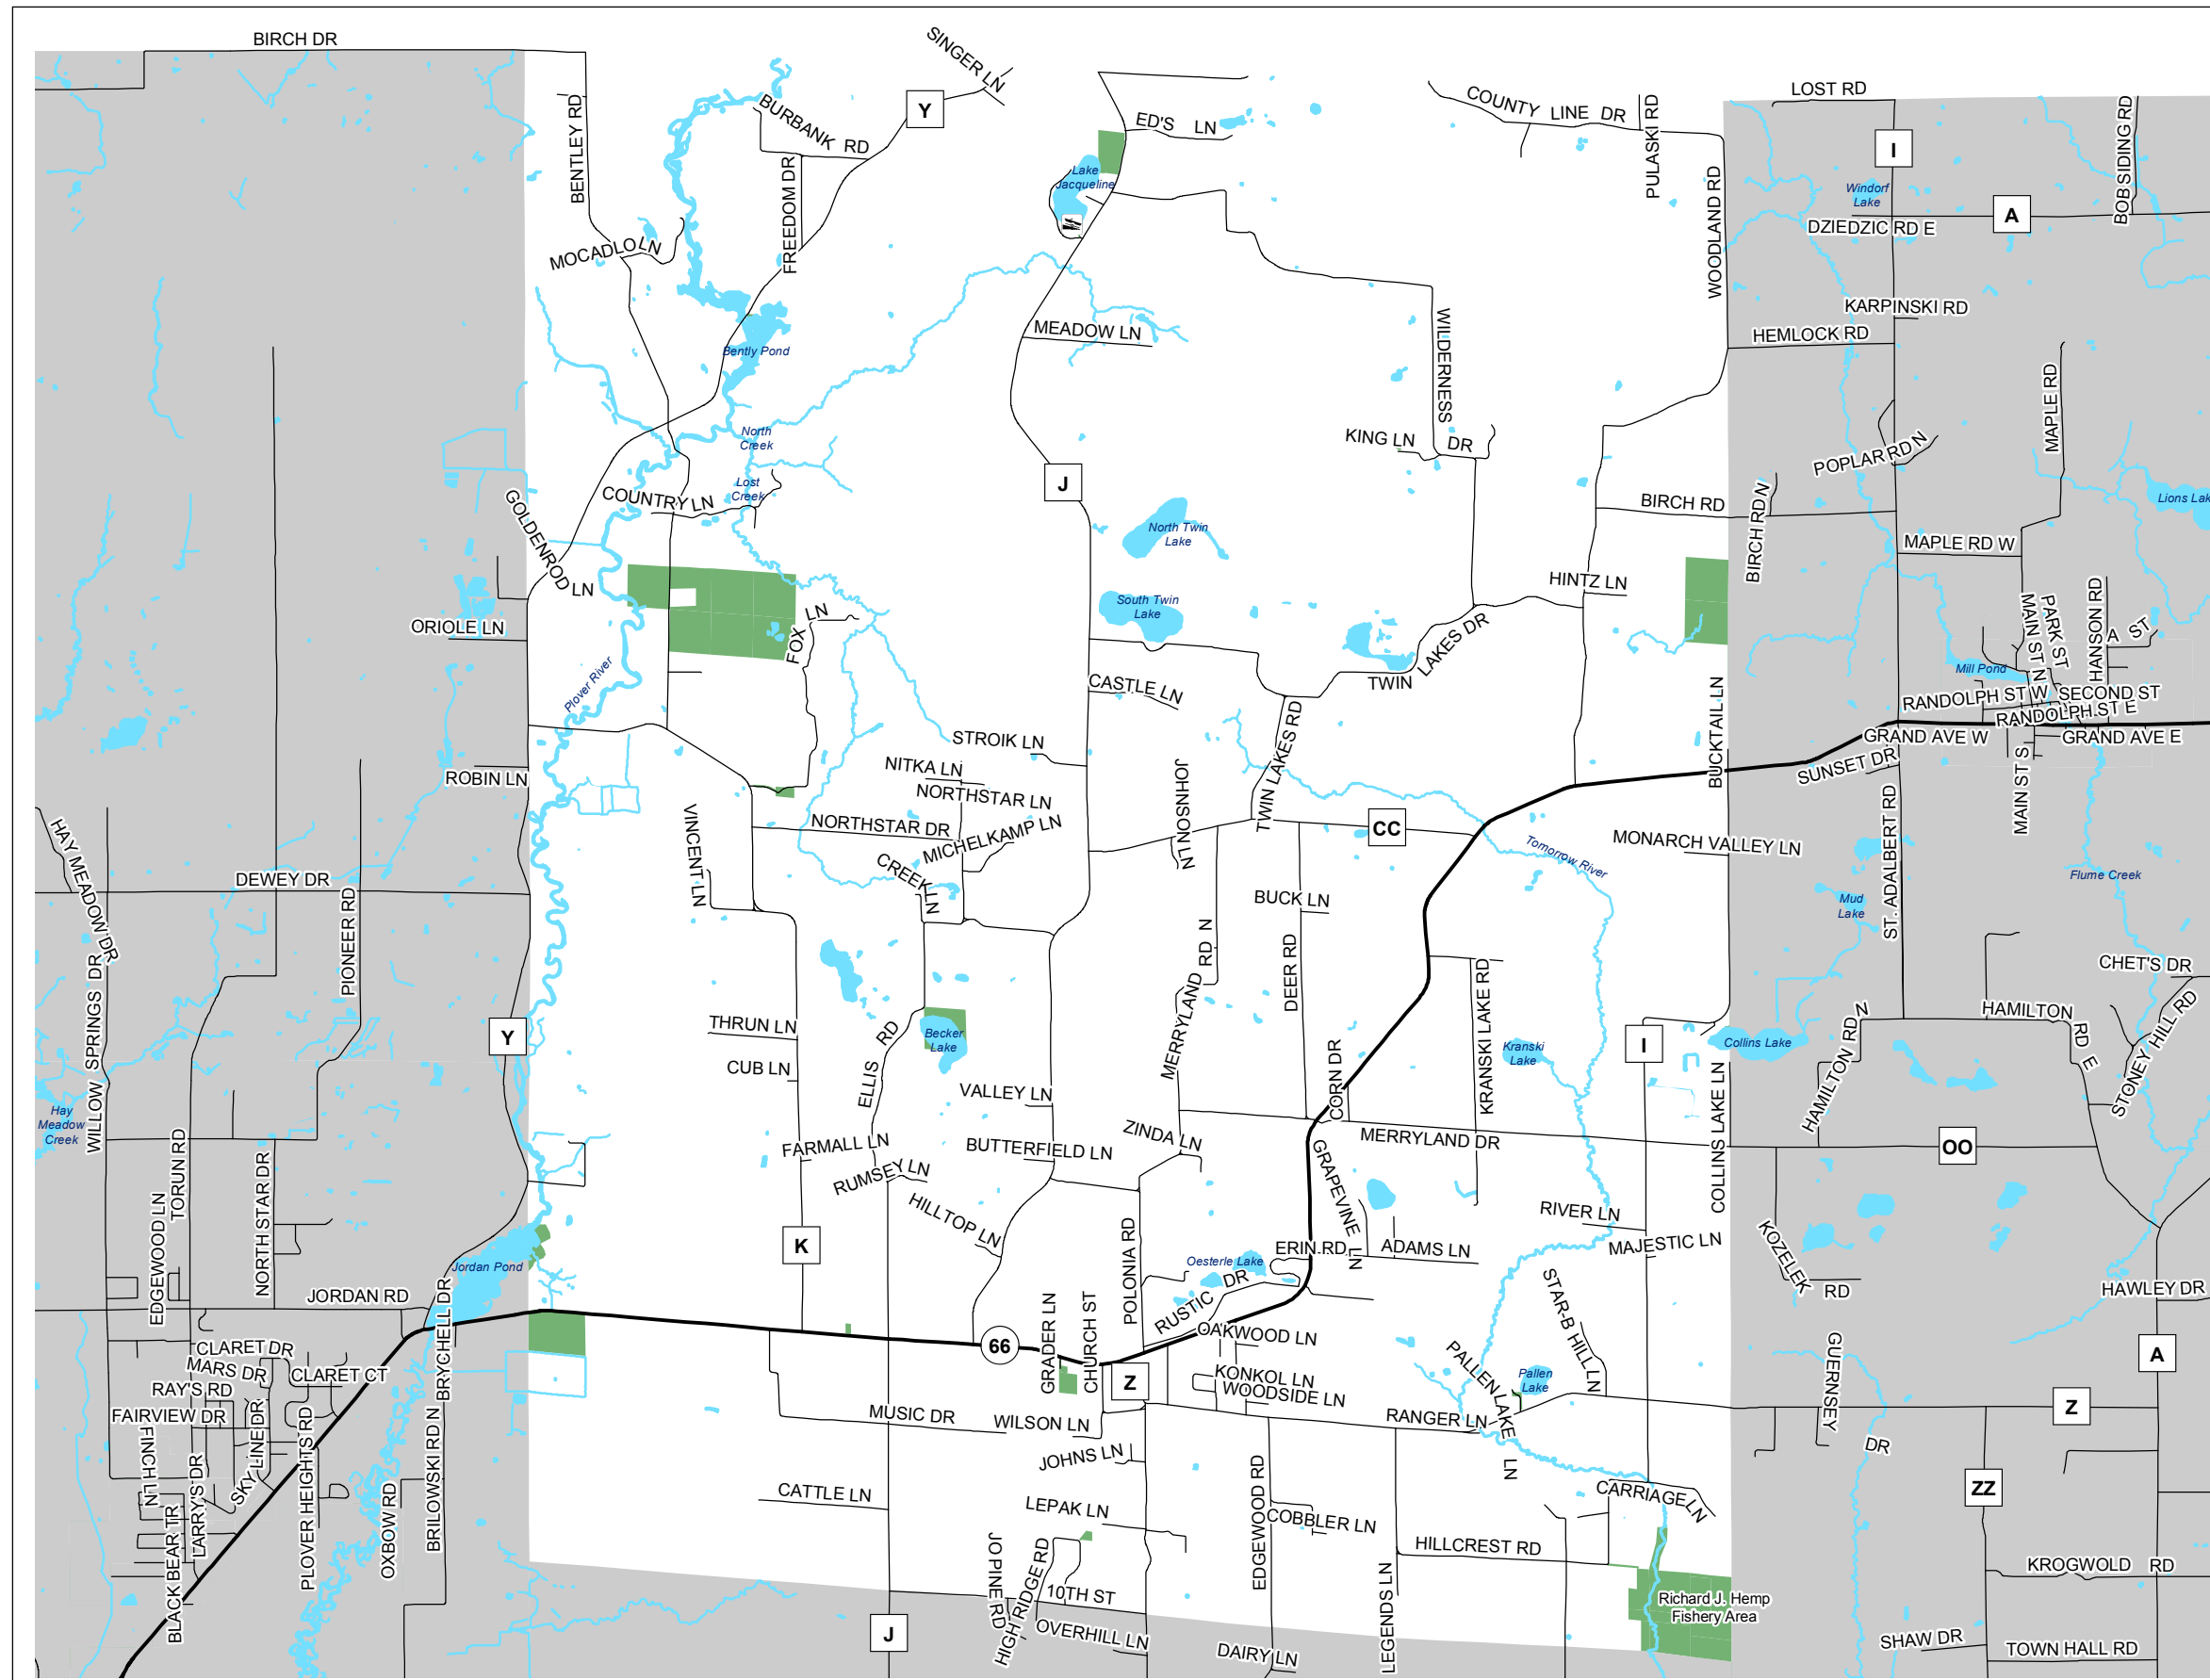 BIRCH DR
SINGER LN
Y
BURBANK RD
BENTLEY RD
FREEDOM DR
MOCADLO LN
ED'S LN
Lake
Jacqueline
COUNTY LINE DR
PULASKI RD
WOODLAND RD
LOST RD
I
BOBSIDING RD
Windorf
Lake
A
DZIEDZIC RD E
KARPINSKI RD
HEMLOCK RD
MEADOW LN
Bently Pond
WILDERNESS DR
KING LN
MAPLE RD
POPLAR RD N
North
Creek
Lost
Creek
COUNTRY LN
GOLDENROD LN
J
North Twin
Lake
South Twin
Lake
BIRCH RD
BIRCH RD N
MAPLE RD W
HINTZ LN
ORIOLE LN
FOX LN
Plover River
TWIN LAKES DR
CASTLE LN
TWIN LAKES RD
BUCKTAIL LN
MAIN ST N
PARK ST
HANSON RD
A ST
Mill Pond
RANDOLPH ST W
SECOND ST
RANDOLPH ST E
GRAND AVE W
GRAND AVE E
SUNSET DR
MAIN ST S
ROBIN LN
STROIK LN
NITKA LN
NORTHSTAR LN
NORTHSTAR DR
MICHELKAMP LN
CREEK LN
VINCENT LN
JOHNSON LN
CC
Tomorrow River
MONARCH VALLEY LN
ST. ADALBERT RD
Flume Creek
Mud
Lake
HAY MEADOW DR
DEWEY DR
PIONEER RD
BUCK LN
MERRYLAND RD N
DEER RD
KRANSKI LAKE RD
CHET'S DR
HAMILTON RD N
HAMILTON RD E
STONEY HILL RD
WILLOW SPRINGS DR
Y
THRUN LN
CUB LN
ELLIS RD
Becker
Lake
VALLEY LN
CORN DR
Kranski
Lake
I
Collins Lake
COLLINS LAKE LN
Hay
Meadow
Creek
TORUN RD
NORTH STAR DR
EDGEWOOD LN
FARMALL LN
RUMSEY LN
BUTTERFIELD LN
ZINDA LN
MERRYLAND DR
OO
HILLTOP LN
POLONIA RD
GRAPEVINE LN
RIVER LN
MAJESTIC LN
KOZELEK RD
HAWLEY DR
K
Oesterle Lake
ERIN RD
ADAMS LN
RUSTIC DR
Jordan Pond
JORDAN RD
BRYCHELL DR
CLARET DR
MARS DR
CLARET CT
RAY'S RD
FAIRVIEW DR
FINCH LN
LARRY'S DR
SKY LINE DR
BLACK BEAR TR
PLOVER HEIGHTS RD
OXBOW RD
BRILOWSKI RD N
66
GRADER LN
CHURCH ST
Z
OAKWOOD LN
KONKOL LN
WOODSIDE LN
STAR-B HILL LN
PALLEN LAKE LN
Pallen
Lake
RANGER LN
GUERNSEY DR
A
Z
MUSIC DR
WILSON LN
JOHNS LN
CATTLE LN
LEPAK LN
EDGEWOOD RD
COBBLER LN
CARRIAGE LN
HILLCREST RD
LEGENDS LN
ZZ
KROGWOLD RD
JO PINE RD
HIGH RIDGE RD
10TH ST
OVERHILL LN
DAIRY LN
J
Richard J. Hemp
Fishery Area
SHAW DR
TOWN HALL RD